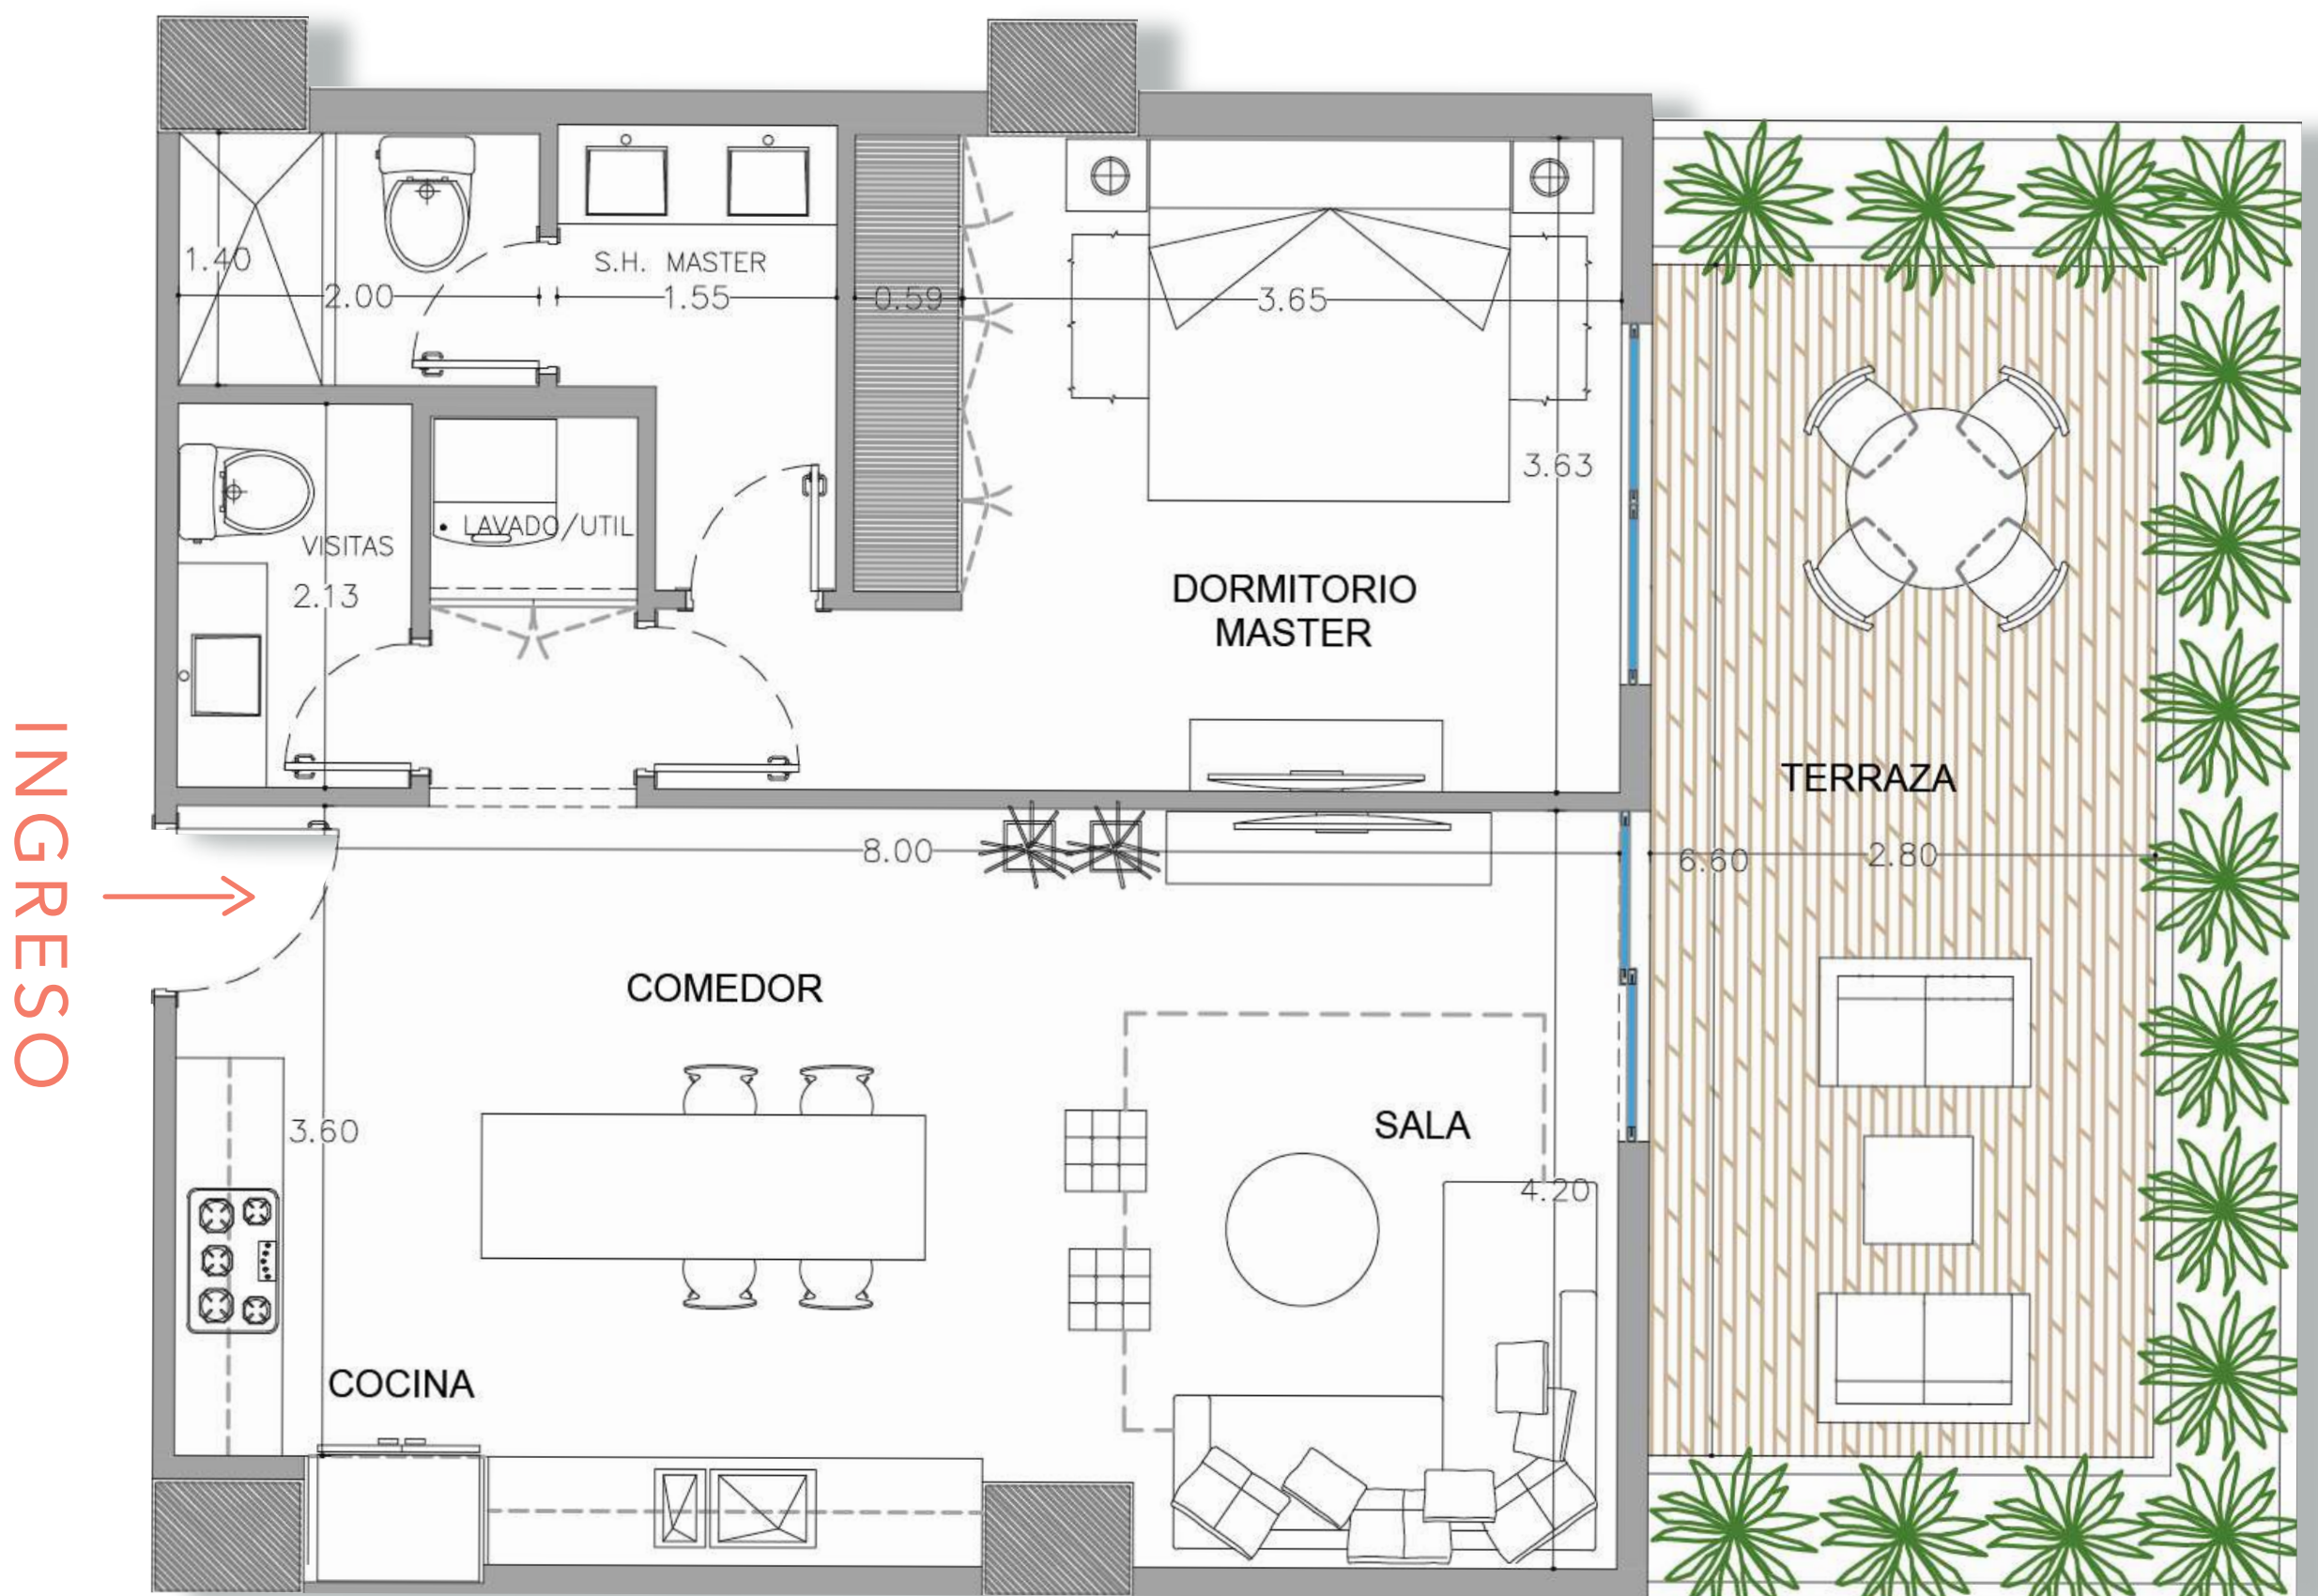 1.40
2.00
S.H. MASTER
1.55
0.59
3.65
3.63
VISITAS
2.13
LAVADO/UTIL
DORMITORIO
MASTER
TERRAZA
INGRESO
8.00
6.60
2.80
COMEDOR
3.60
SALA
4.20
COCINA